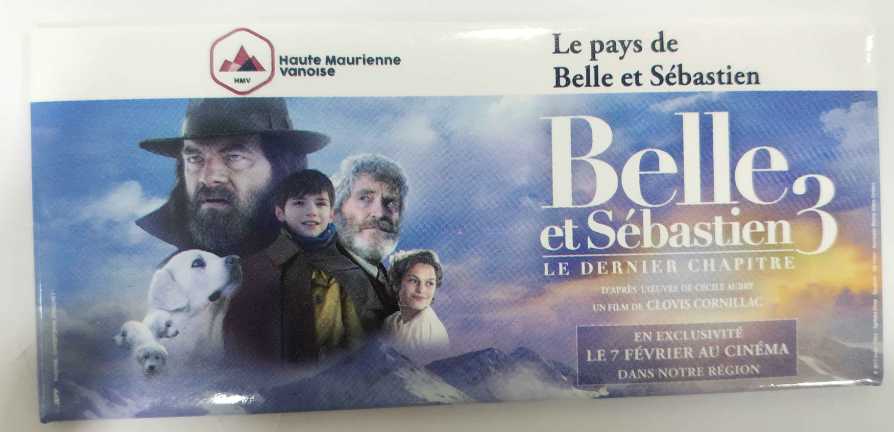 HMV
Haute Maurienne
Vanoise
Le pays de
Belle et Sébastien
Belle
et Sébastien 3
LE DERNIER CHAPITRE
D'APRÈS L'ŒUVRE DE CÉCILE AUBRY
UN FILM DE CLOVIS CORNILLAC
EN EXCLUSIVITÉ
LE 7 FÉVRIER AU CINÉMA
DANS NOTRE RÉGION